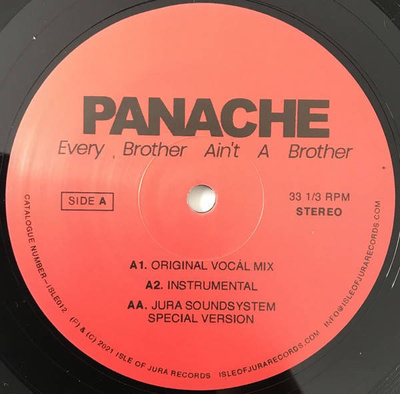 PANACHE
Every Brother Ain't A Brother
SIDE A
33 1/3 RPM
STEREO
A1. ORIGINAL VOCAL MIX
A2. INSTRUMENTAL
AA. JURA SOUNDSYSTEM
SPECIAL VERSION
CATALOGUE NUMBER—ISLE012
(P) & (C) 2021 ISLE OF JURA RECORDS
ISLEOFJURARECORDS.COM
INFO@ISLEOFJURARECORDS.COM